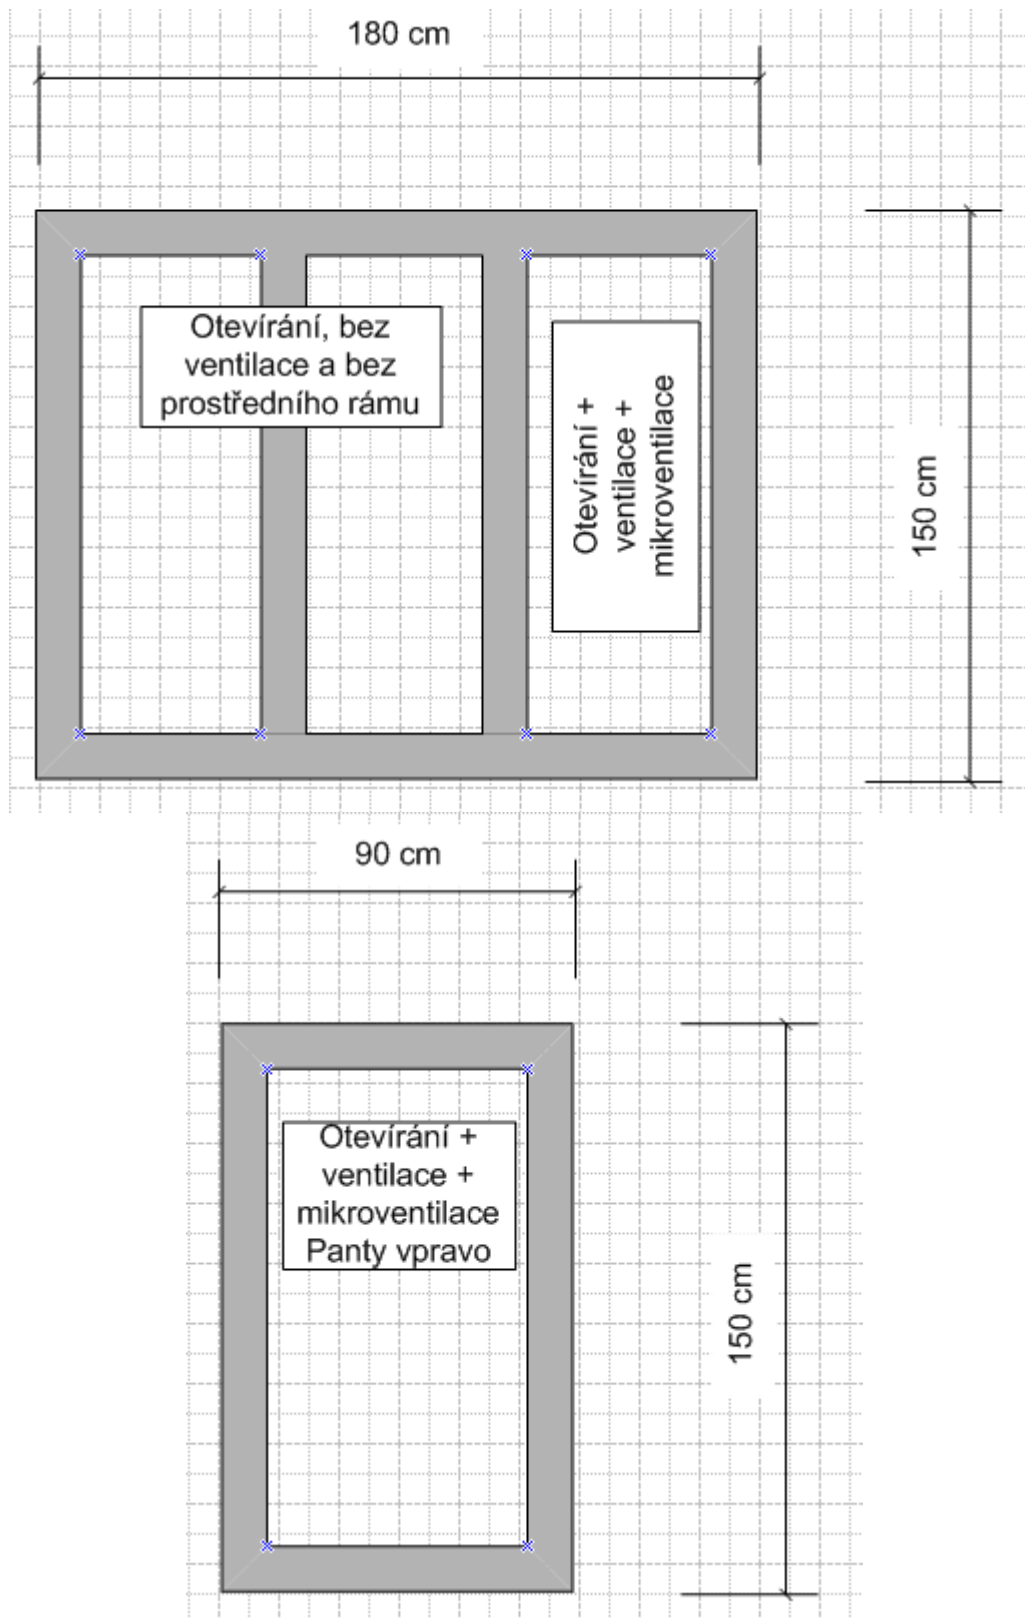 180 cm
Otevírání, bez
ventilace a bez
prostředního rámu
Otevírání +
ventilace +
mikroventilace
150 cm
90 cm
Otevírání +
ventilace +
mikroventilace
Panty vpravo
150 cm